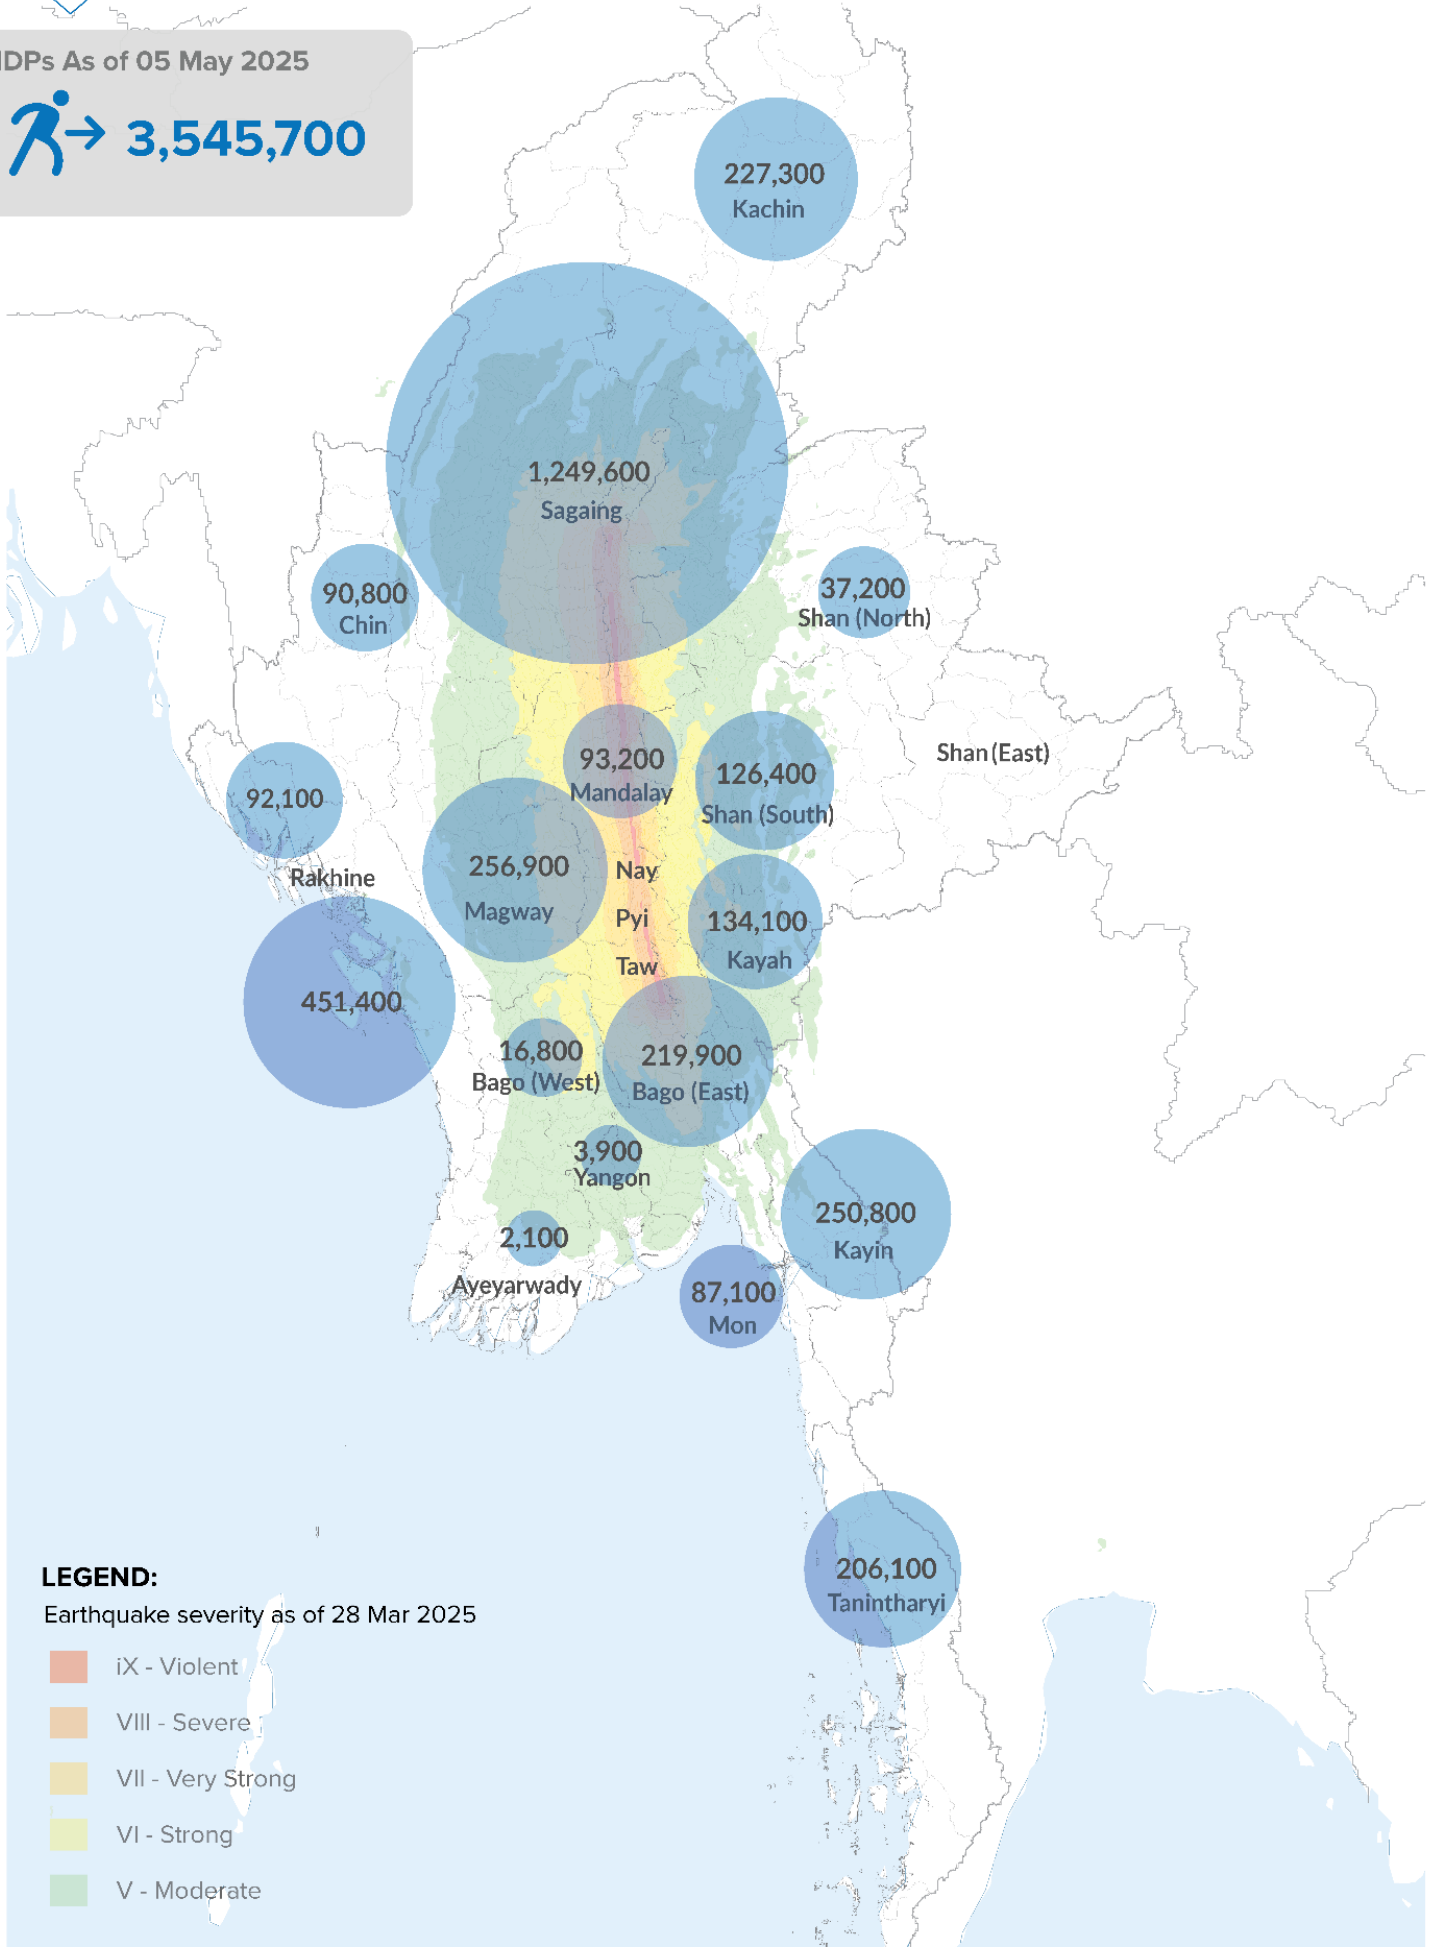 IDPs As of 05 May 2025
3,545,700
227,300
Kachin
1,249,600
Sagaing
90,800
Chin
37,200
Shan (North)
Shan (East)
93,200
Mandalay
126,400
Shan (South)
92,100
Rakhine
451,400
256,900
Magway
Nay
Pyi
Taw
134,100
Kayah
16,800
Bago (West)
219,900
Bago (East)
3,900
Yangon
2,100
Ayeyarwady
250,800
Kayin
87,100
Mon
206,100
Tanintharyi
LEGEND:
Earthquake severity as of 28 Mar 2025
iX - Violent
VIII - Severe
VII - Very Strong
VI - Strong
V - Moderate